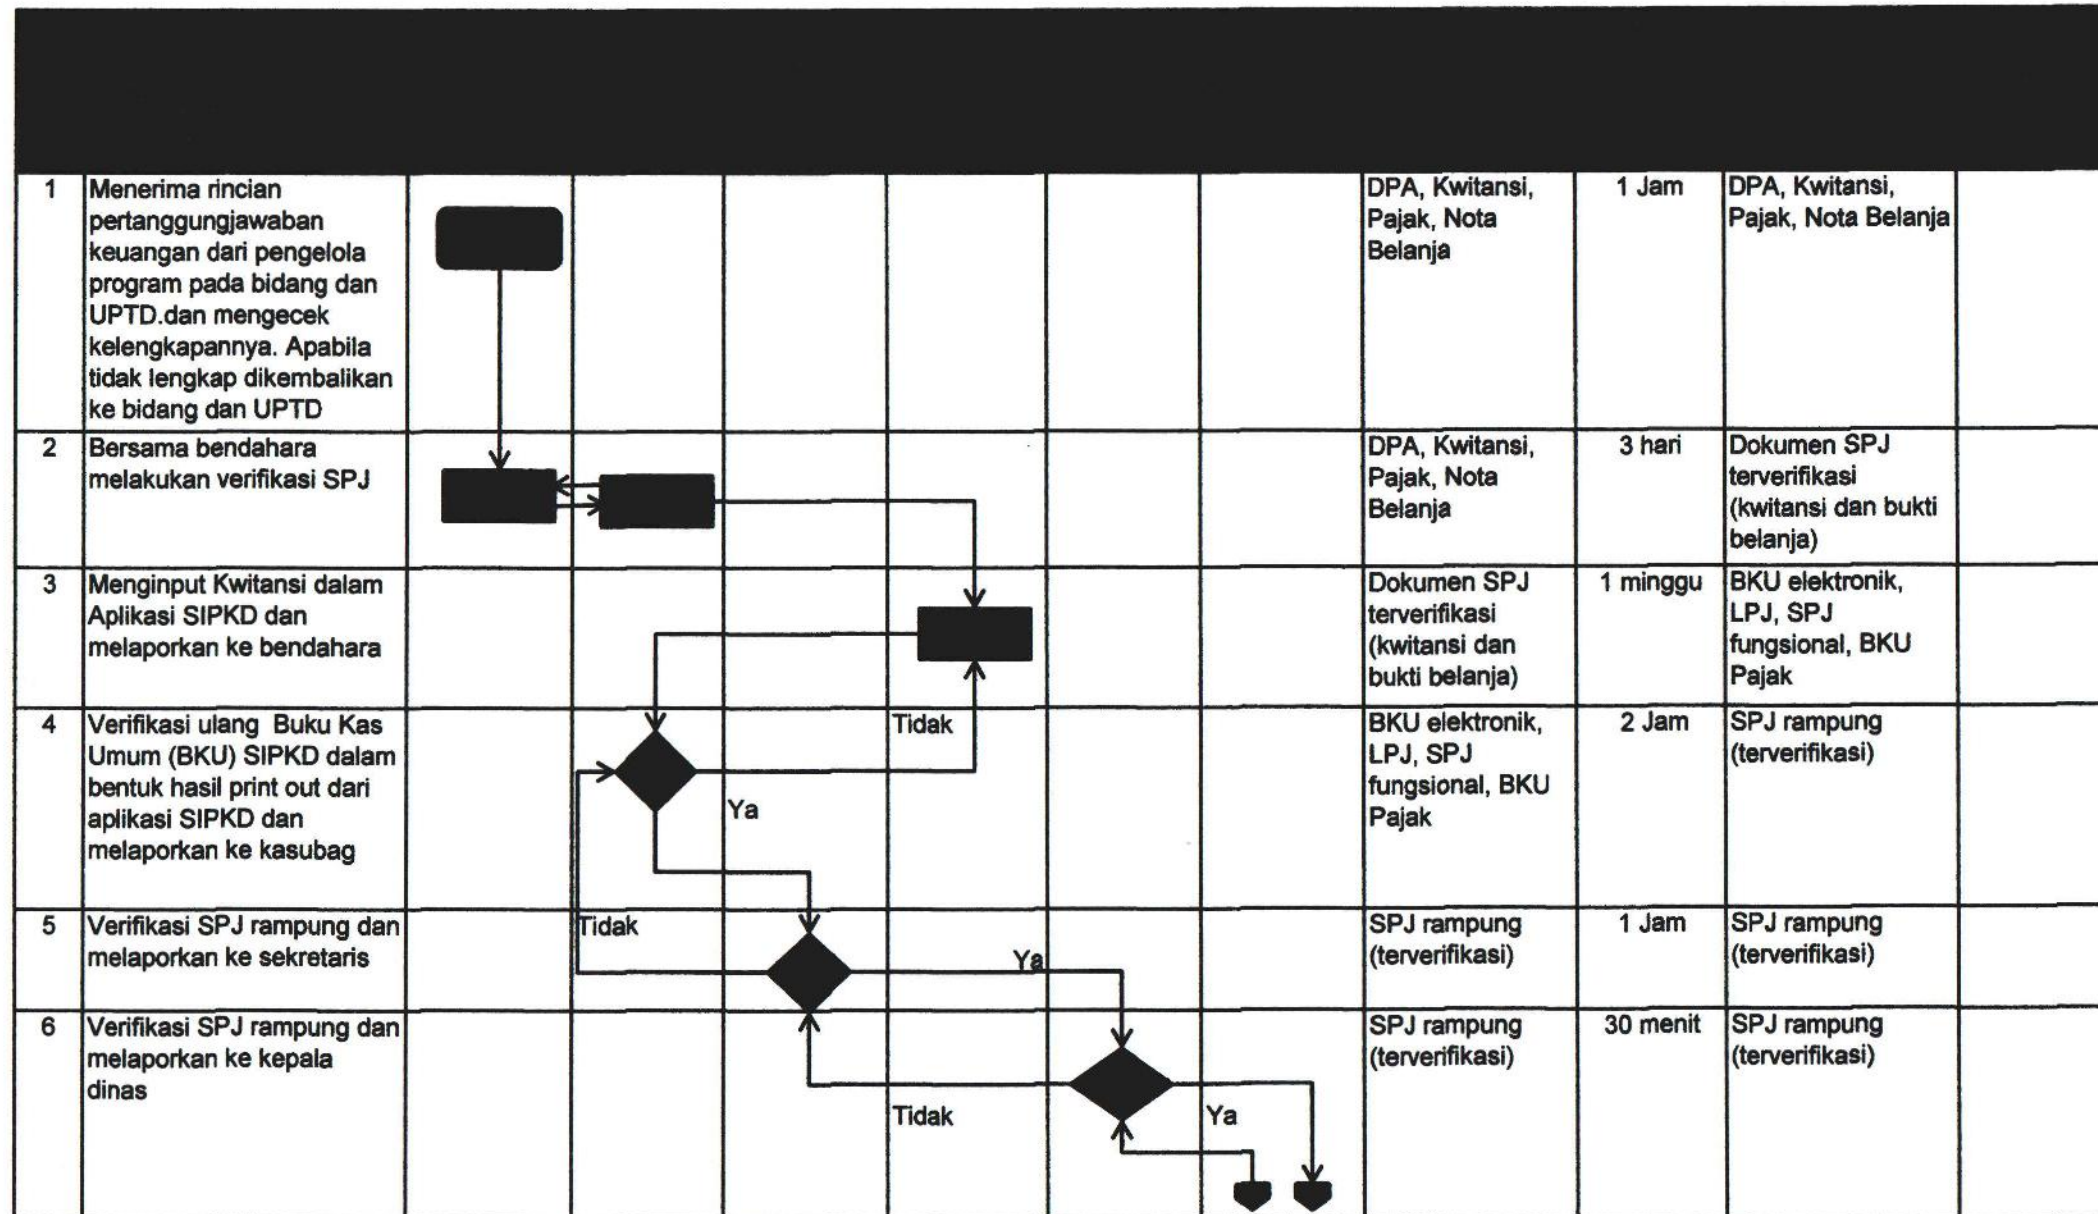 1
Menerima rincian
pertanggungjawaban
keuangan dari pengelola
program pada bidang dan
UPTD.dan mengecek
kelengkapannya. Apabila
tidak lengkap dikembalikan
ke bidang dan UPTD
DPA, Kwitansi,
Pajak, Nota
Belanja
1 Jam
DPA, Kwitansi,
Pajak, Nota Belanja
2
Bersama bendahara
melakukan verifikasi SPJ
DPA, Kwitansi,
Pajak, Nota
Belanja
3 hari
Dokumen SPJ
terverifikasi
(kwitansi dan bukti
belanja)
3
Menginput Kwitansi dalam
Aplikasi SIPKD dan
melaporkan ke bendahara
Dokumen SPJ
terverifikasi
(kwitansi dan
bukti belanja)
1 minggu
BKU elektronik,
LPJ, SPJ
fungsional, BKU
Pajak
4
Verifikasi ulang Buku Kas
Umum (BKU) SIPKD dalam
bentuk hasil print out dari
aplikasi SIPKD dan
melaporkan ke kasubag
Tidak
Ya
BKU elektronik,
LPJ, SPJ
fungsional, BKU
Pajak
2 Jam
SPJ rampung
(terverifikasi)
5
Verifikasi SPJ rampung dan
melaporkan ke sekretaris
Tidak
Ya
SPJ rampung
(terverifikasi)
1 Jam
SPJ rampung
(terverifikasi)
6
Verifikasi SPJ rampung dan
melaporkan ke kepala
dinas
Tidak
Ya
SPJ rampung
(terverifikasi)
30 menit
SPJ rampung
(terverifikasi)